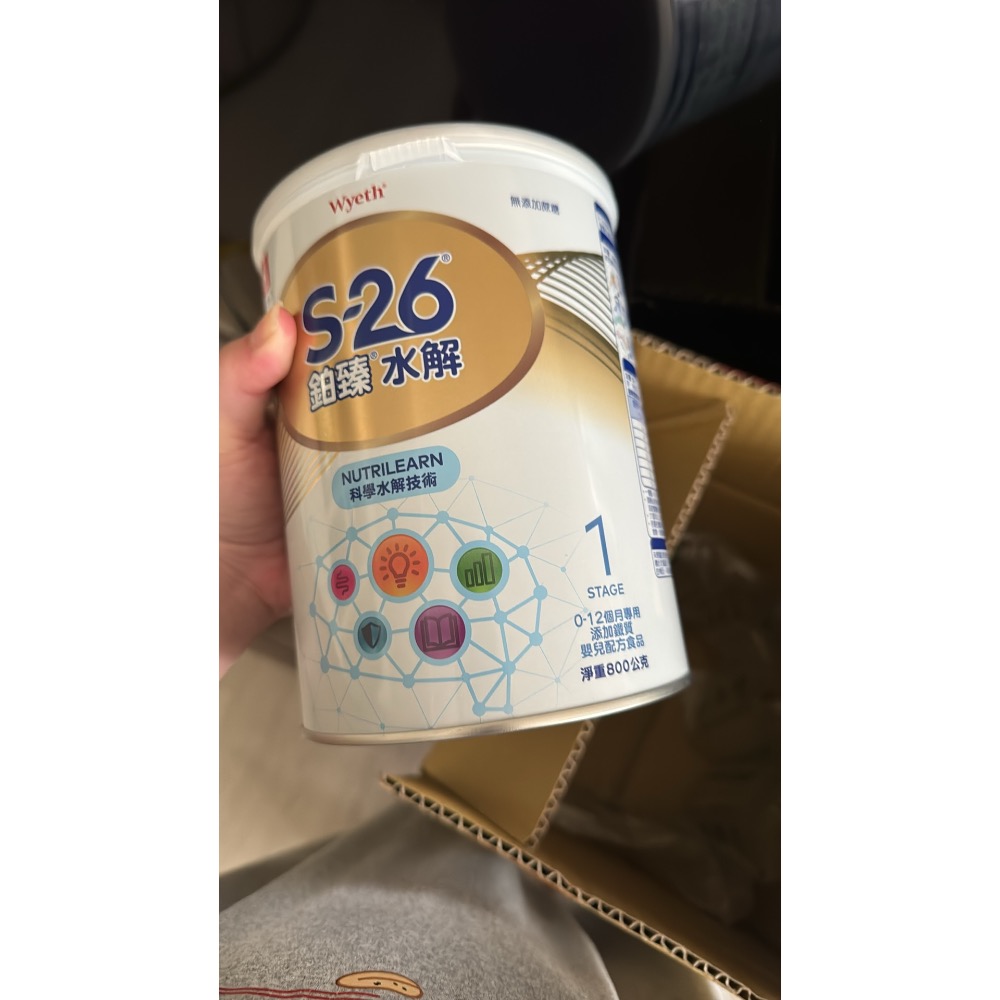 Wyeth®
無添加蔗糖
S-26®
鉑臻®水解
NUTRILEARN
科學水解技術
1
STAGE
0-12個月專用
添加鐵質
嬰兒配方食品
淨重800公克